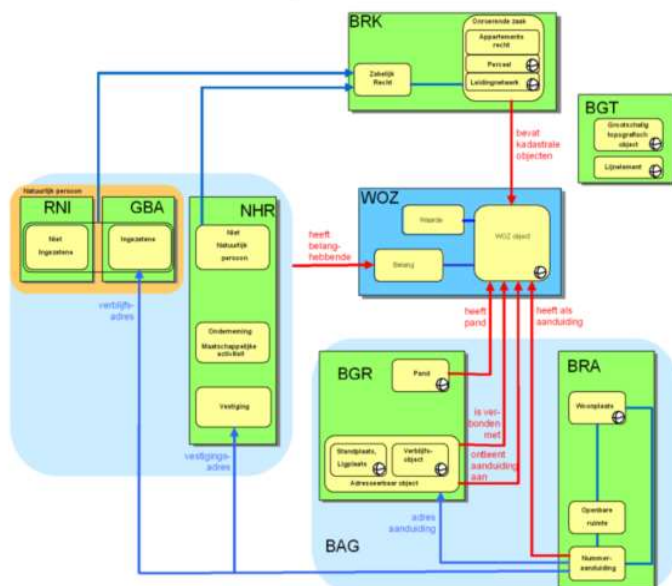 BRK
Onroerende zaak
Appartements
recht
Perceel
Leidingnetwerk
Zakelijk
Recht
BGT
Grootschalig
topografisch
object
Lijnelement
bevat
kadastrale
objecten
Natuurlijk persoon
RNI
GBA
NHR
WOZ
Niet
Ingezetene
Ingezetene
Niet
Natuurlijk
persoon
heeft
belang-
hebbende
Waarde
WOZ object
Belang
verblijfs-
adres
Onderneming
Maatschappelijke
activiteit
Vestiging
vestigings-
adres
heeft
pand
heeft als
aanduiding
BGR
Pand
BRA
Woonplaats
is ver-
bonden
met
Standplaats,
Ligplaats
Verblijfs-
object
Adresseerbaar object
ontleent
aanduiding
aan
adres
aanduiding
Openbare
ruimte
Nummer-
aanduiding
BAG